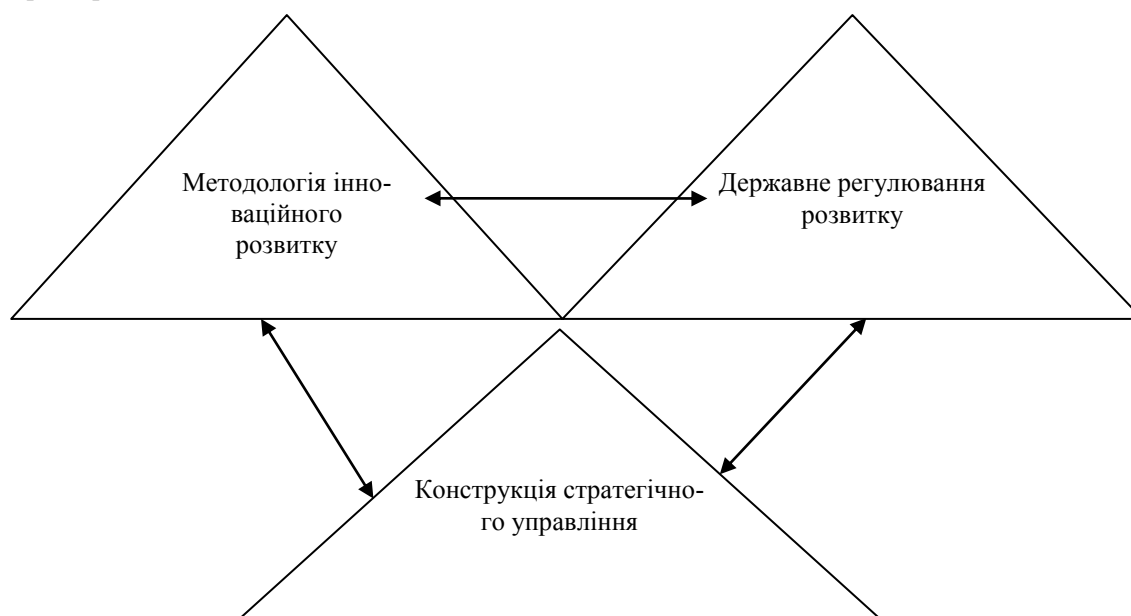 Методологія інно-
ваційного
розвитку
Державне регулювання
розвитку
Конструкція стратегічно-
го управління